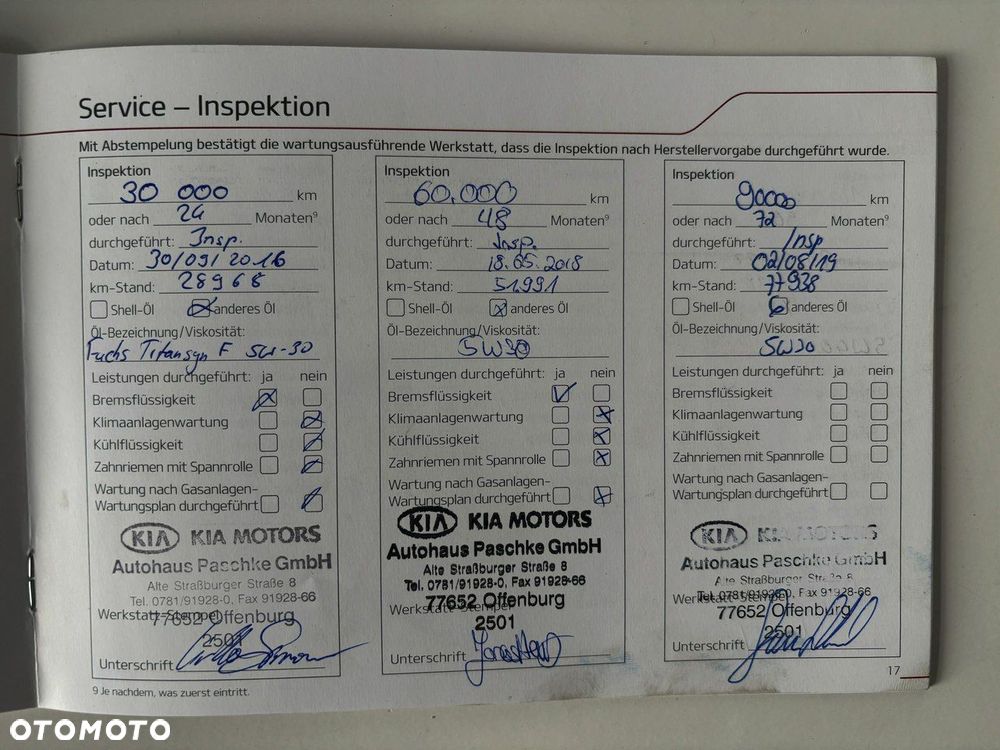 Service – Inspektion
Mit Abstempelung bestätigt die wartungsausführende Werkstatt, dass die Inspektion nach Herstellervorgabe durchgeführt wurde.
Inspektion
30 000 km
oder nach 24 Monaten⁹
durchgeführt: Insp.
Datum: 30/09/2016
km-Stand: 28968
Shell-Öl anderes Öl
Öl-Bezeichnung/Viskosität:
Fuchs Titansyn F 5W-30
Leistungen durchgeführt: ja nein
Bremsflüssigkeit
Klimaanlagenwartung
Kühlflüssigkeit
Zahnriemen mit Spannrolle
Wartung nach Gasanlagen-
Wartungsplan durchgeführt
KIA KIA MOTORS
Autohaus Paschke GmbH
Alte Straßburger Straße 8
Tel. 0781/91928-0, Fax 91928-66
Werkstatt-Stempel
77652 Offenburg
2501
Unterschrift
Inspektion
60.000 km
oder nach 48 Monaten⁹
durchgeführt: Insp.
Datum: 18.05.2018
km-Stand: 51.991
Shell-Öl anderes Öl
Öl-Bezeichnung/Viskosität:
5W30
Leistungen durchgeführt: ja nein
Bremsflüssigkeit
Klimaanlagenwartung
Kühlflüssigkeit
Zahnriemen mit Spannrolle
Wartung nach Gasanlagen-
Wartungsplan durchgeführt
KIA KIA MOTORS
Autohaus Paschke GmbH
Alte Straßburger Straße 8
Tel. 0781/91928-0, Fax 91928-66
Werkstatt-Stempel
77652 Offenburg
2501
Unterschrift
Inspektion
90000 km
oder nach 72 Monaten⁹
durchgeführt: Insp
Datum: 02/08/19
km-Stand: 77938
Shell-Öl anderes Öl
Öl-Bezeichnung/Viskosität:
5W30
Leistungen durchgeführt: ja nein
Bremsflüssigkeit
Klimaanlagenwartung
Kühlflüssigkeit
Zahnriemen mit Spannrolle
Wartung nach Gasanlagen-
Wartungsplan durchgeführt
KIA KIA MOTORS
Autohaus Paschke GmbH
Alte Straßburger Straße 8
Tel. 0781/91928-0, Fax 91928-66
Werkstatt-Stempel
77652 Offenburg
2501
Unterschrift
17
9 Je nachdem, was zuerst eintritt.
OTOMOTO